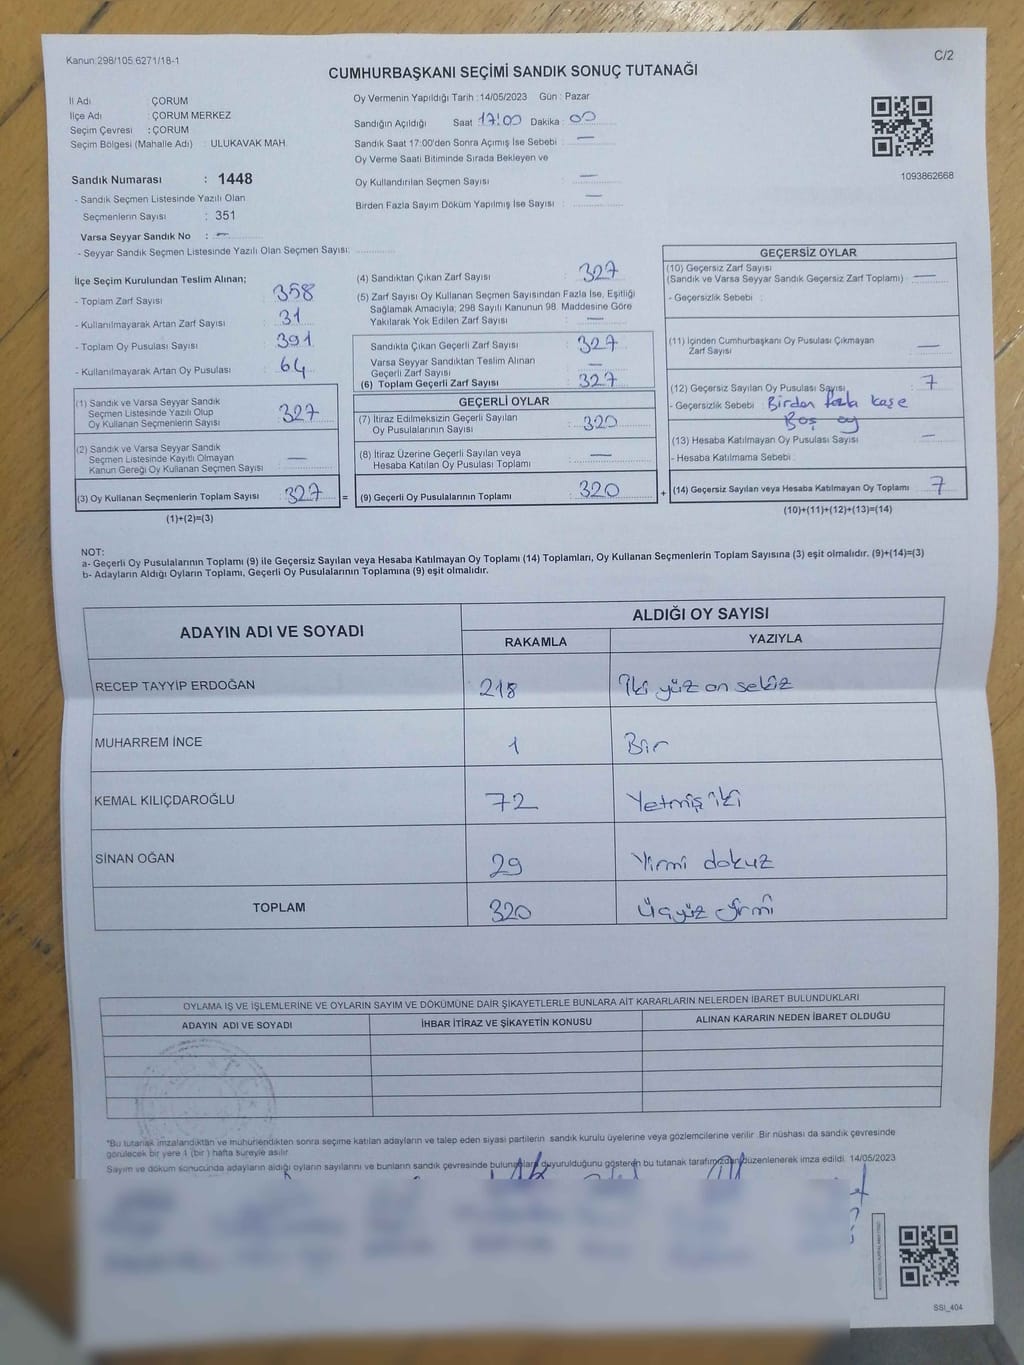 Kanun:298/105,6271/18-1
C/2
CUMHURBAŞKANI SEÇİMİ SANDIK SONUÇ TUTANAĞI
İl Adı ÇORUM
İlçe Adı : ÇORUM MERKEZ
Seçim Çevresi : ÇORUM
Seçim Bölgesi (Mahalle Adı) : ULUKAVAK MAH.
Sandık Numarası : 1448
- Sandık Seçmen Listesinde Yazılı Olan
Seçmenlerin Sayısı : 351
Varsa Seyyar Sandık No : —
- Seyyar Sandık Seçmen Listesinde Yazılı Olan Seçmen Sayısı:
Oy Vermenin Yapıldığı Tarih :14/05/2023 Gün : Pazar
Sandığın Açıldığı Saat 17:00 Dakika : 00
Sandık Saat 17:00'den Sonra Açımış İse Sebebi : —
Oy Verme Saati Bitiminde Sırada Bekleyen ve
Oy Kullandırılan Seçmen Sayısı : —
Birden Fazla Sayım Döküm Yapılmış İse Sayısı : —
1093862668
İlçe Seçim Kurulundan Teslim Alınan;
- Toplam Zarf Sayısı : 358
- Kullanılmayarak Artan Zarf Sayısı : 31
- Toplam Oy Pusulası Sayısı : 391
- Kullanılmayarak Artan Oy Pusulası : 64
(1) Sandık ve Varsa Seyyar Sandık
Seçmen Listesinde Yazılı Olup
Oy Kullanan Seçmenlerin Sayısı : 327
(2) Sandık ve Varsa Seyyar Sandık
Seçmen Listesinde Kayıtlı Olmayan
Kanun Gereği Oy Kullanan Seçmen Sayısı : —
(3) Oy Kullanan Seçmenlerin Toplam Sayısı : 327 =
(1)+(2)=(3)
(4) Sandıktan Çıkan Zarf Sayısı : 327
(5) Zarf Sayısı Oy Kullanan Seçmen Sayısından Fazla İse, Eşitliği
Sağlamak Amacıyla; 298 Sayılı Kanunun 98. Maddesine Göre
Yakılarak Yok Edilen Zarf Sayısı : —
Sandıkta Çıkan Geçerli Zarf Sayısı : 327
Varsa Seyyar Sandıktan Teslim Alınan
Geçerli Zarf Sayısı : —
(6) Toplam Geçerli Zarf Sayısı : 327
GEÇERLİ OYLAR
(7) İtiraz Edilmeksizin Geçerli Sayılan
Oy Pusulalarının Sayısı : 320
(8) İtiraz Üzerine Geçerli Sayılan veya
Hesaba Katılan Oy Pusulası Toplamı : —
(9) Geçerli Oy Pusulalarının Toplamı : 320 +
GEÇERSİZ OYLAR
(10) Geçersiz Zarf Sayısı
(Sandık ve Varsa Seyyar Sandık Geçersiz Zarf Toplamı) : —
- Geçersizlik Sebebi :
(11) İçinden Cumhurbaşkanı Oy Pusulası Çıkmayan
Zarf Sayısı : —
(12) Geçersiz Sayılan Oy Pusulası Sayısı : 7
- Geçersizlik Sebebi : Birden fazla kaşe
Boş oy
(13) Hesaba Katılmayan Oy Pusulası Sayısı : —
- Hesaba Katılmama Sebebi :
(14) Geçersiz Sayılan veya Hesaba Katılmayan Oy Toplamı : 7
(10)+(11)+(12)+(13)=(14)
NOT:
a- Geçerli Oy Pusulalarının Toplamı (9) ile Geçersiz Sayılan veya Hesaba Katılmayan Oy Toplamı (14) Toplamları, Oy Kullanan Seçmenlerin Toplam Sayısına (3) eşit olmalıdır. (9)+(14)=(3)
b- Adayların Aldığı Oyların Toplamı, Geçerli Oy Pusulalarının Toplamına (9) eşit olmalıdır.
ADAYIN ADI VE SOYADI ALDIĞI OY SAYISI
RAKAMLA YAZIYLA
RECEP TAYYİP ERDOĞAN 218 İki yüz on sekiz
MUHARREM İNCE 1 Bir
KEMAL KILIÇDAROĞLU 72 Yetmiş iki
SİNAN OĞAN 29 Yirmi dokuz
TOPLAM 320 Üçyüz yirmi
OYLAMA İŞ VE İŞLEMLERİNE VE OYLARIN SAYIM VE DÖKÜMÜNE DAİR ŞİKAYETLERLE BUNLARA AİT KARARLARIN NELERDEN İBARET BULUNDUKLARI
ADAYIN ADI VE SOYADI İHBAR İTİRAZ VE ŞİKAYETİN KONUSU ALINAN KARARIN NEDEN İBARET OLDUĞU
*Bu tutanak imzalandıktan ve mühürlendikten sonra seçime katılan adayların ve talep eden siyasi partilerin sandık kurulu üyelerine veya gözlemcilerine verilir. Bir nüshası da sandık çevresinde
görülecek bir yere 1 (bir ) hafta süreyle asılır.
Sayım ve döküm sonucunda adayların aldığı oyların sayılarını ve bunların sandık çevresinde bulunanlara duyurulduğunu gösteren bu tutanak tarafımızdan düzenlenerek imza edildi. 14/05/2023
SSI_404